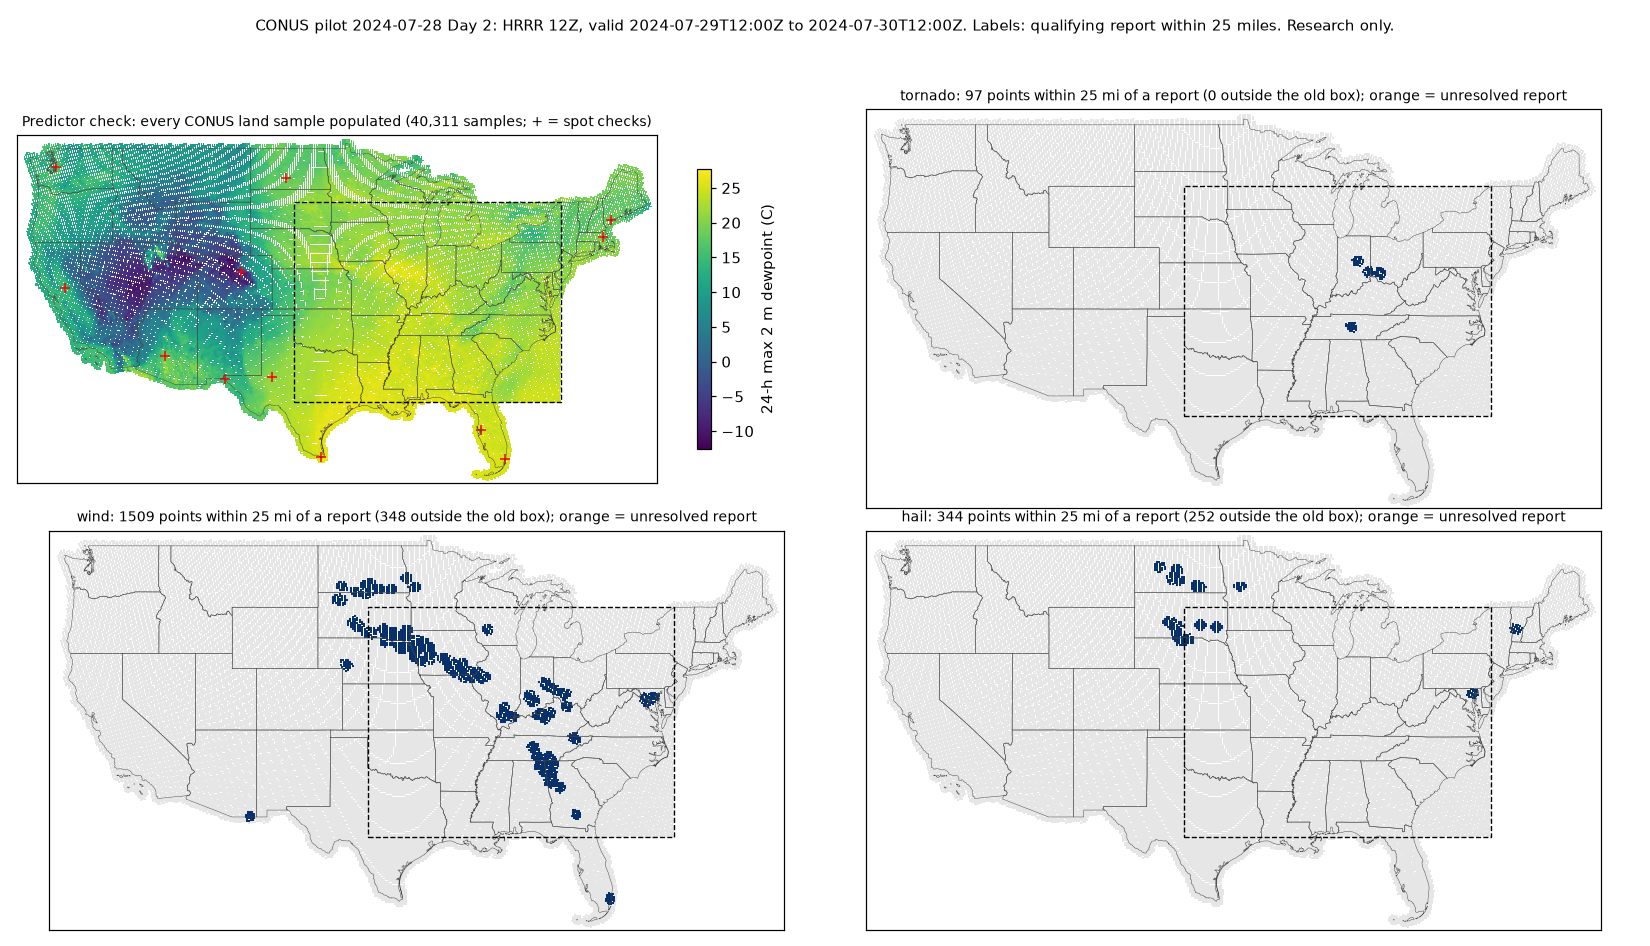 CONUS pilot 2024-07-28 Day 2: HRRR 12Z, valid 2024-07-29T12:00Z to 2024-07-30T12:00Z. Labels: qualifying report within 25 miles. Research only.
Predictor check: every CONUS land sample populated (40,311 samples; + = spot checks)
25
20
15
10
5
0
−5
−10
24-h max 2 m dewpoint (C)
tornado: 97 points within 25 mi of a report (0 outside the old box); orange = unresolved report
wind: 1509 points within 25 mi of a report (348 outside the old box); orange = unresolved report
hail: 344 points within 25 mi of a report (252 outside the old box); orange = unresolved report